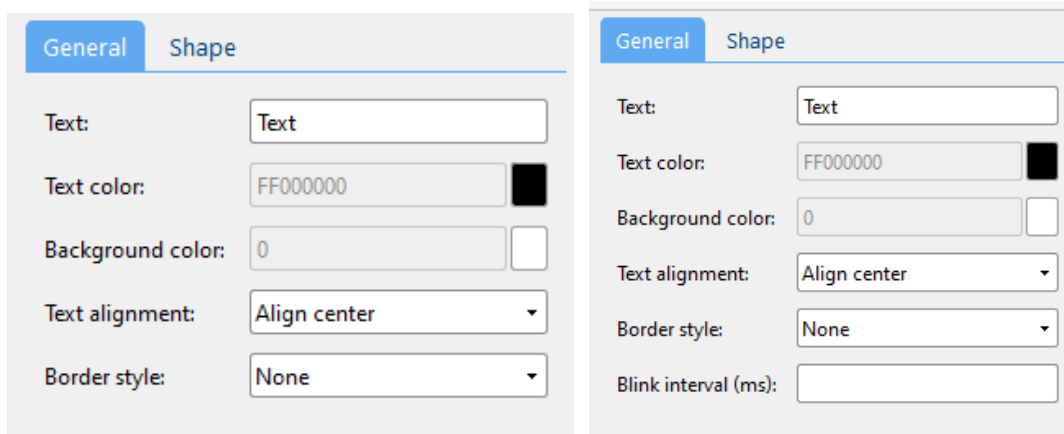 General Shape
Text: Text
Text color: FF000000
Background color: 0
Text alignment: Align center
Border style: None
General Shape
Text: Text
Text color: FF000000
Background color: 0
Text alignment: Align center
Border style: None
Blink interval (ms):